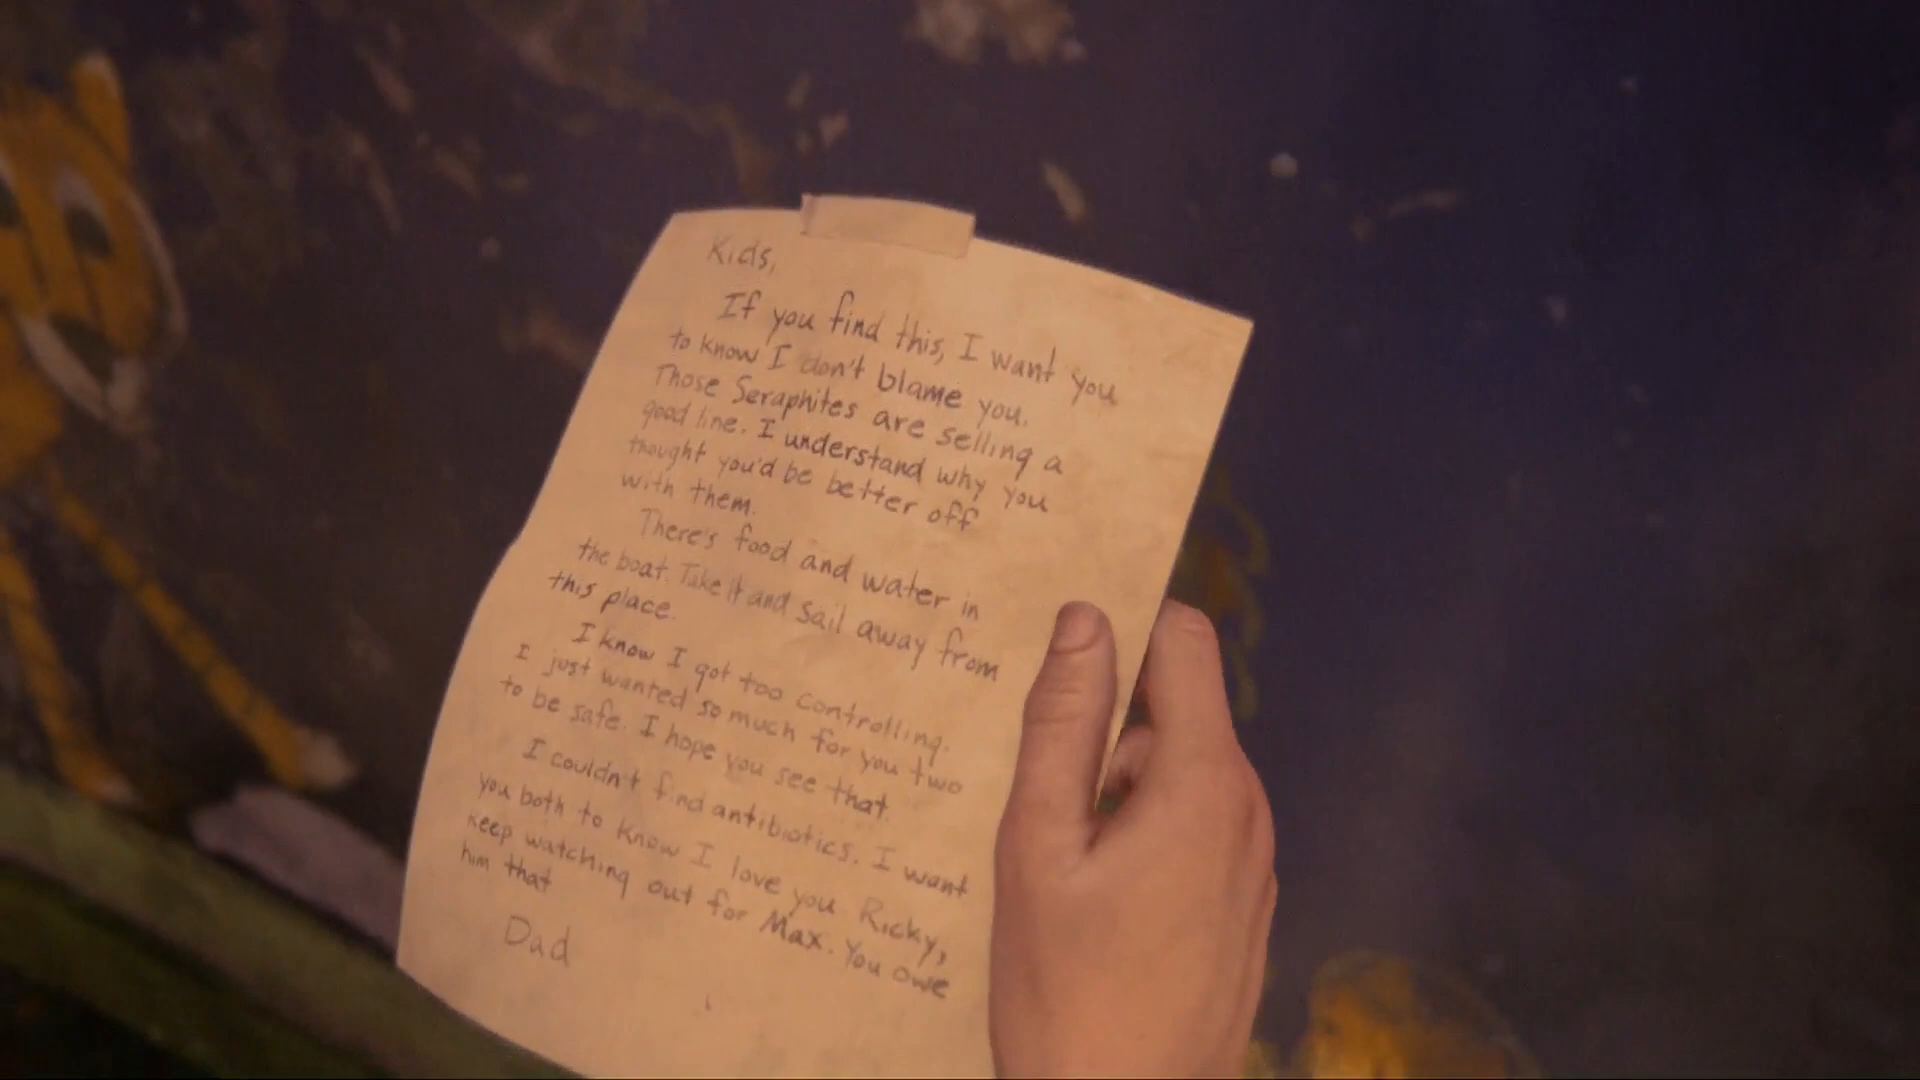 Kids,
If you find this, I want you
to know I don't blame you.
Those Seraphites are selling a
good line. I understand why you
thought you'd be better off
with them.
There's food and water in
the boat. Take it and sail away from
this place.
I know I got too controlling.
I just wanted so much for you two
to be safe. I hope you see that.
I couldn't find antibiotics. I want
you both to know I love you. Ricky,
keep watching out for Max. You owe
him that
Dad